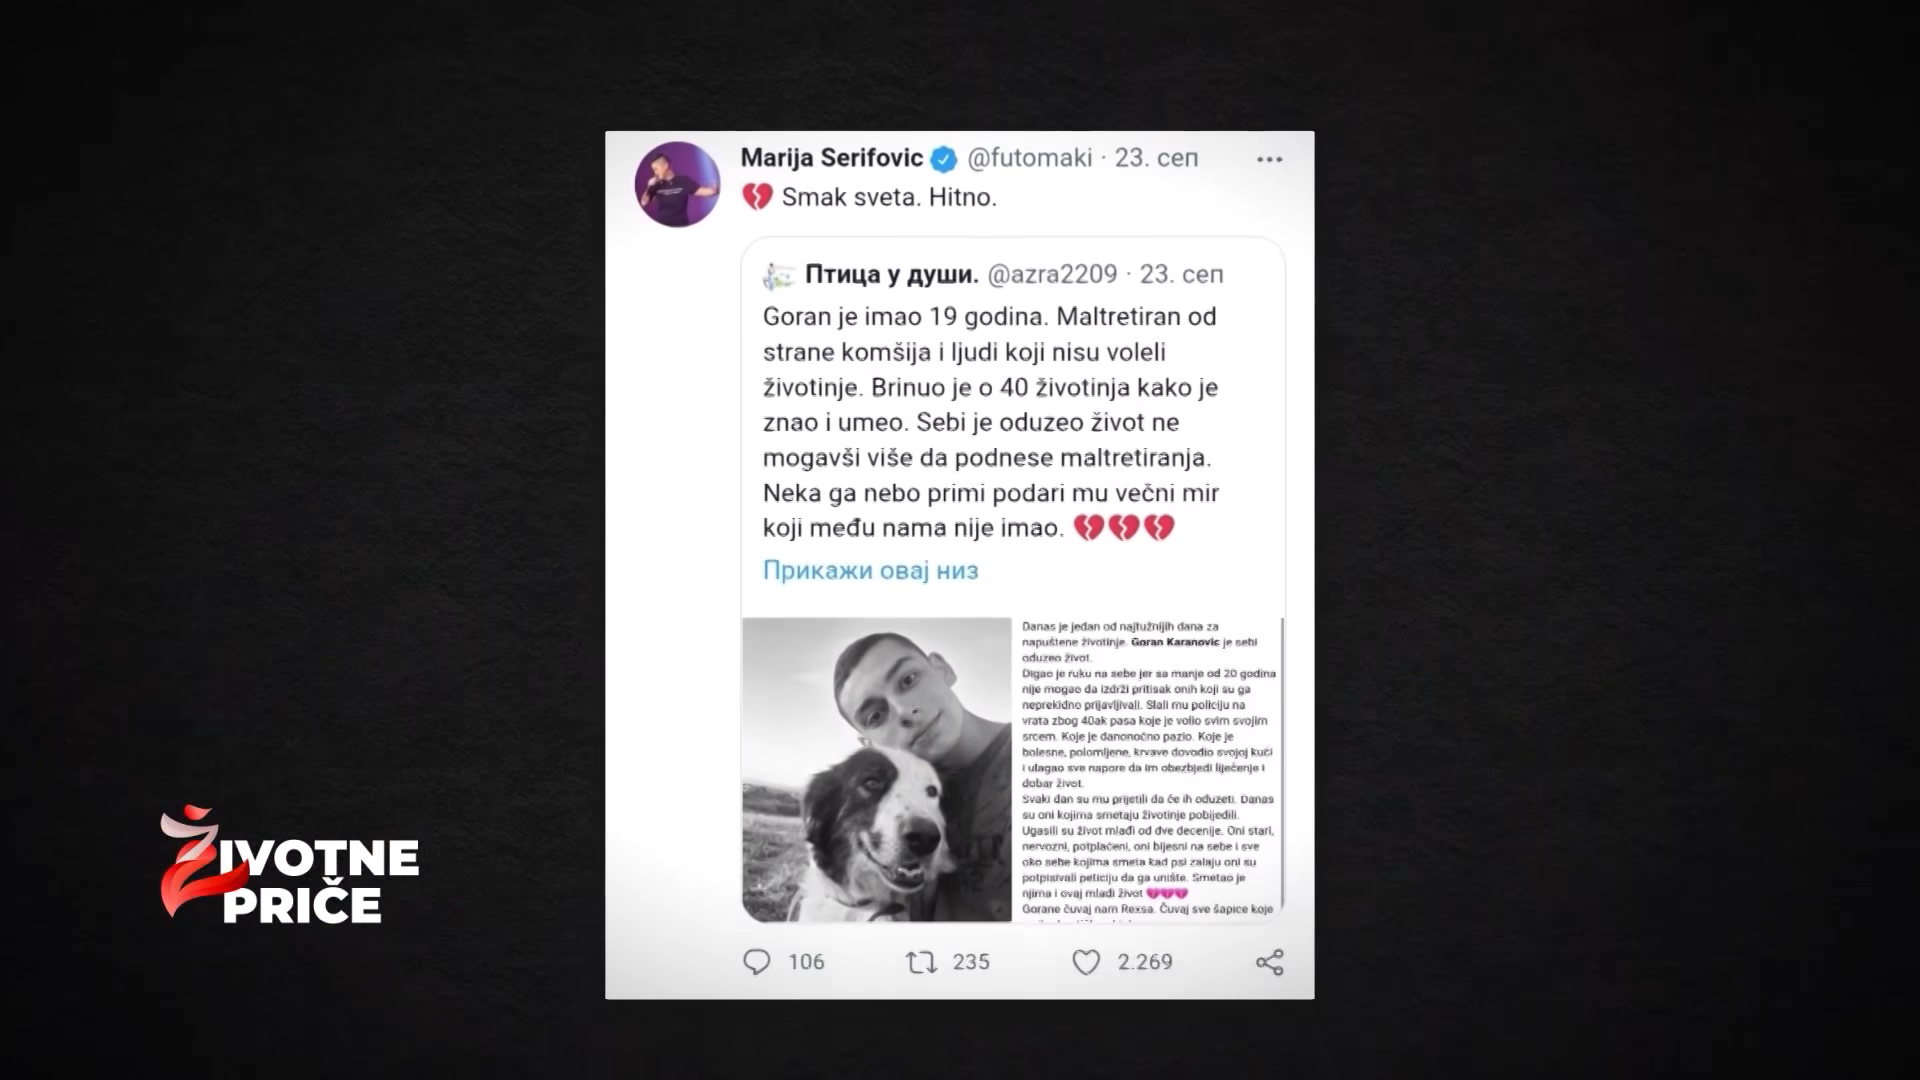 Marija Serifovic @futomaki · 23. сеп
💔 Smak sveta. Hitno.
Птица у души. @azra2209 · 23. сеп
Goran je imao 19 godina. Maltretiran od
strane komšija i ljudi koji nisu voleli
životinje. Brinuo je o 40 životinja kako je
znao i umeo. Sebi je oduzeo život ne
mogavši više da podnese maltretiranja.
Neka ga nebo primi podari mu večni mir
koji među nama nije imao. 💔💔💔
Прикажи овај низ
Danas je jedan od najtužnijih dana za
napuštene životinje. Goran Karanovic je sebi
oduzeo život.
Digao je ruku na sebe jer sa manje od 20 godina
nije mogao da izdrži pritisak onih koji su ga
neprekidno prijavljivali. Slali mu policiju na
vrata zbog 40ak pasa koje je volio svim svojim
srcem. Koje je danonoćno pazio. Koje je
bolesne, polomljene, krvave dovodio svojoj kući
i ulagao sve napore da im obezbjedi liječenje i
dobar život.
Svaki dan su mu prijetili da će ih oduzeti. Danas
su oni kojima smetaju životinje pobijedili.
Ugasili su život mlađi od dve decenije. Oni stari,
nervozni, potplaćeni, oni bijesni na sebe i sve
oko sebe kojima smeta kad psi zalaju oni su
potpisivali peticiju da ga unište. Smetao je
njima i ovaj mladi život 💔💔💔
Gorane čuvaj nam Rexsa. Čuvaj sve šapice koje
106 235 2.269
ŽIVOTNE
PRIČE